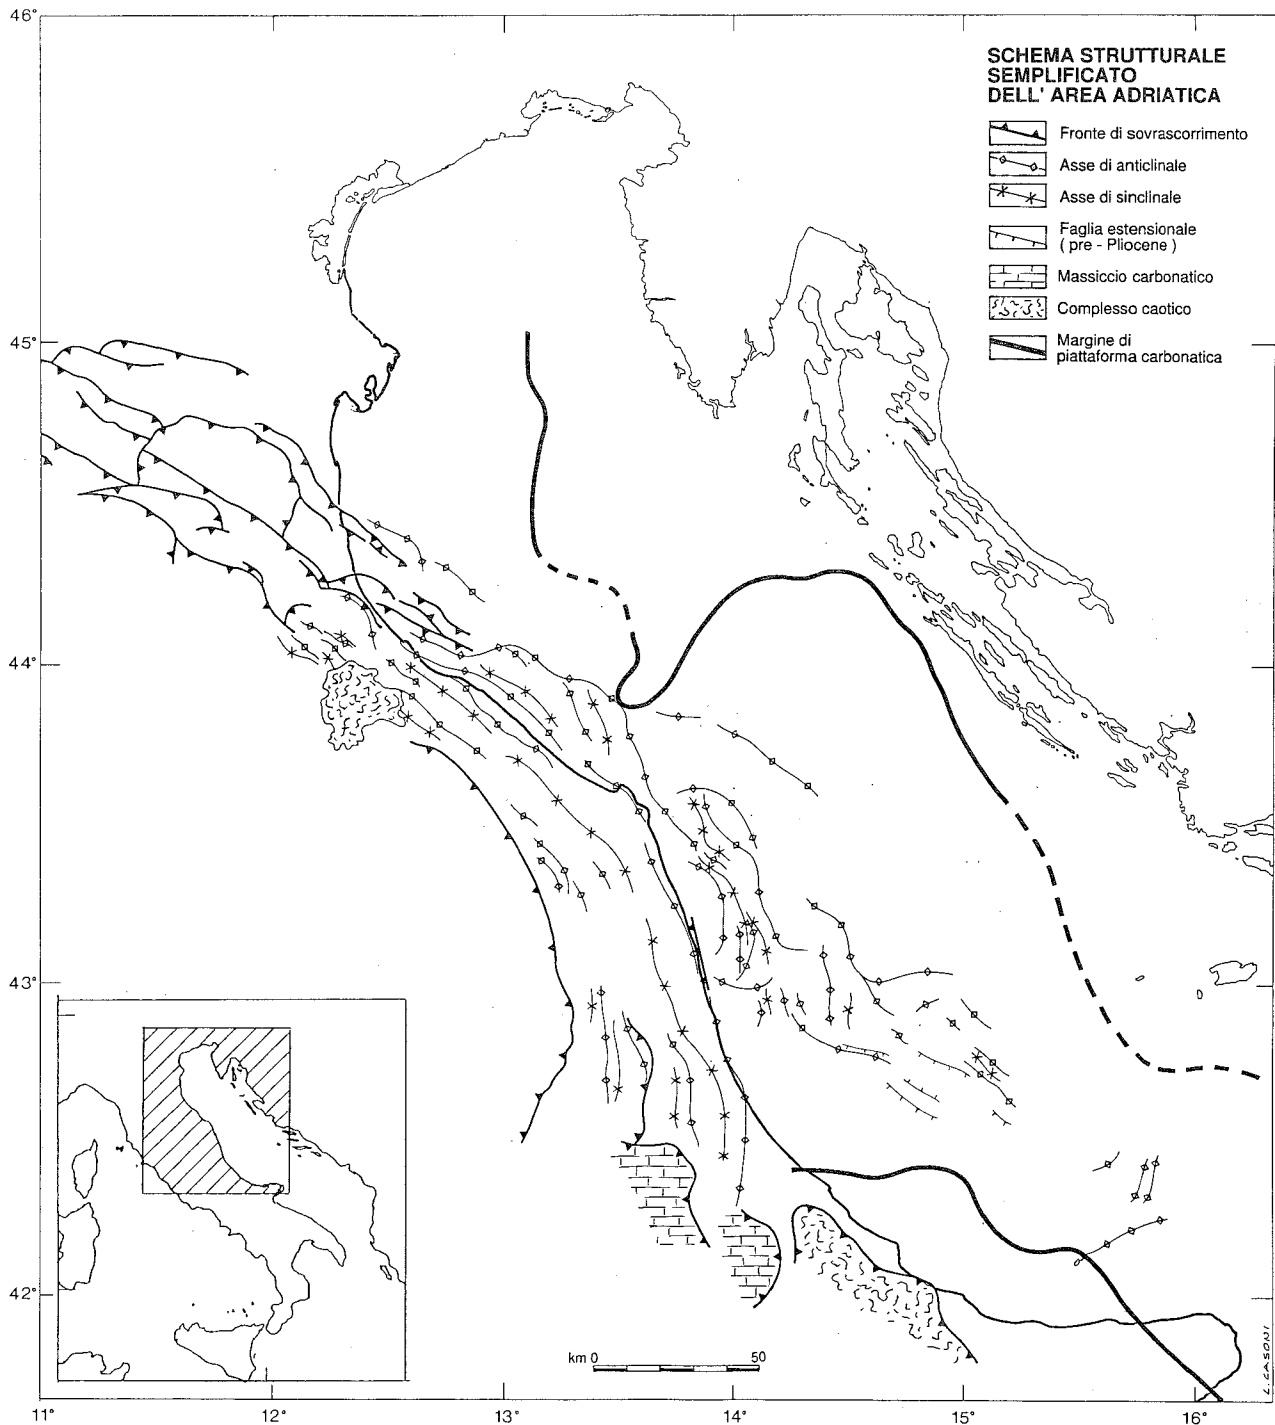 46°
SCHEMA STRUTTURALE
SEMPLIFICATO
DELL' AREA ADRIATICA
Fronte di sovrascorrimento
Asse di anticlinale
Asse di sinclinale
Faglia estensionale
( pre - Pliocene )
Massiccio carbonatico
Complesso caotico
Margine di
piattaforma carbonatica
45°
44°
43°
42°
km 0 50
L. CASONI
11° 12° 13° 14° 15° 16°